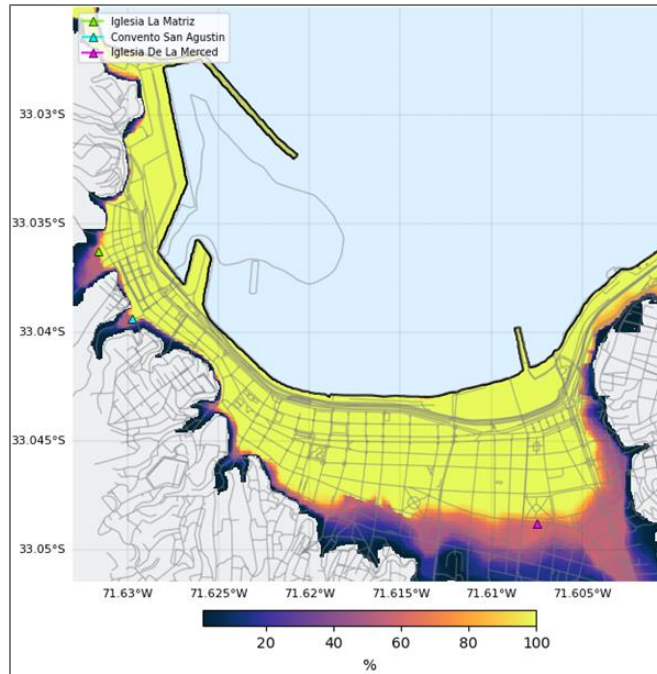 Iglesia La Matriz
Convento San Agustin
Iglesia De La Merced
33.03°S
33.035°S
33.04°S
33.045°S
33.05°S
71.63°W 71.625°W 71.62°W 71.615°W 71.61°W 71.605°W
20 40 60 80 100
%